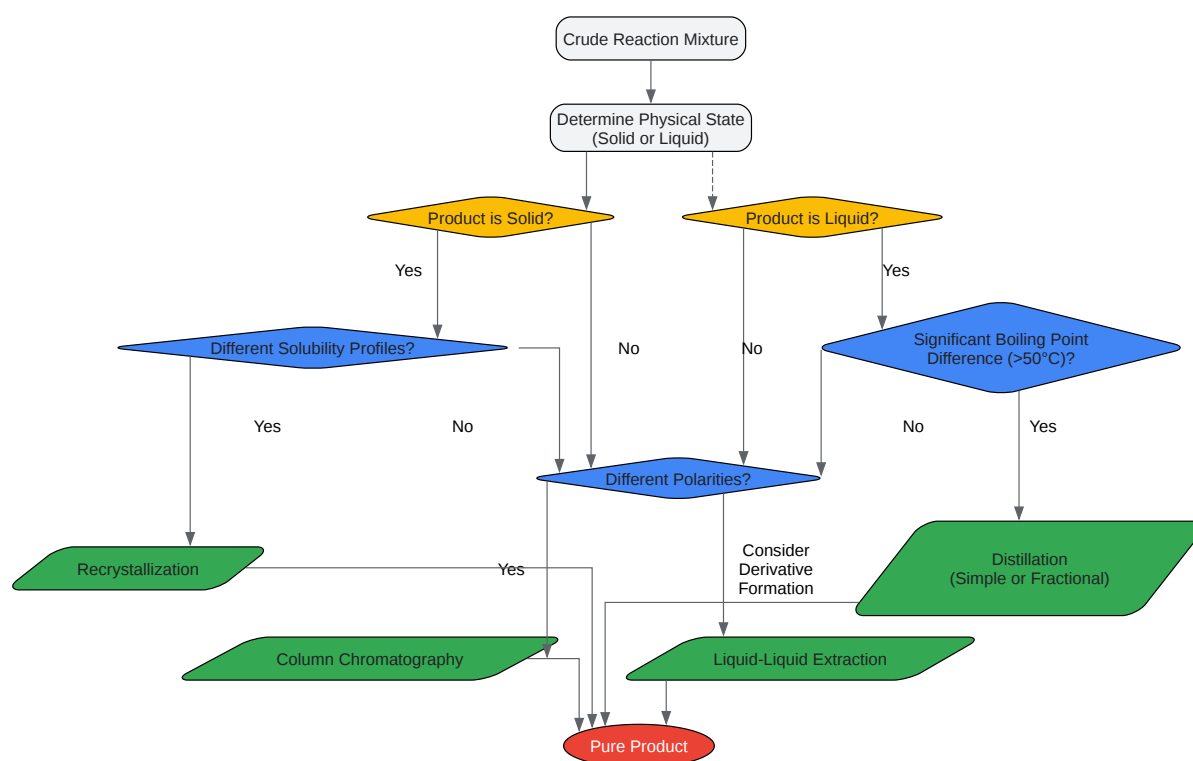 Crude Reaction Mixture
Determine Physical State
(Solid or Liquid)
Product is Solid?
Product is Liquid?
Yes
Yes
Different Solubility Profiles?
No
No
Significant Boiling Point
Difference (>50°C)?
Yes
No
No
Yes
Different Polarities?
Recrystallization
Yes
Consider
Derivative
Formation
Distillation
(Simple or Fractional)
Column Chromatography
Liquid-Liquid Extraction
Pure Product